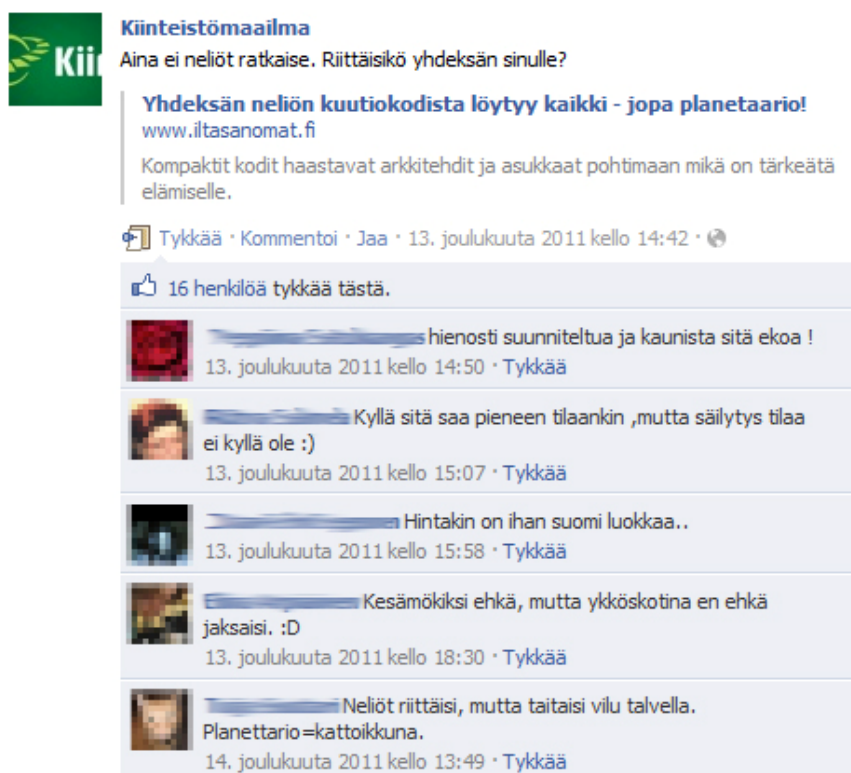 Kiinteistömaailma
Kii
Aina ei neliöt ratkaise. Riittäisikö yhdeksän sinulle?
Yhdeksän neliön kuutiokodista löytyy kaikki - jopa planetaario!
www.iltasanomat.fi
Kompaktit kodit haastavat arkkitehdit ja asukkaat pohtimaan mikä on tärkeätä
elämiselle.
Tykkää · Kommentoi · Jaa · 13. joulukuuta 2011 kello 14:42 ·
16 henkilöä tykkää tästä.
hienosti suunniteltua ja kaunista sitä ekoa !
13. joulukuuta 2011 kello 14:50 · Tykkää
Kyllä sitä saa pieneen tilaankin ,mutta säilytys tilaa
ei kyllä ole :)
13. joulukuuta 2011 kello 15:07 · Tykkää
Hintakin on ihan suomi luokkaa..
13. joulukuuta 2011 kello 15:58 · Tykkää
Kesämökiksi ehkä, mutta ykköskotina en ehkä
jaksaisi. :D
13. joulukuuta 2011 kello 18:30 · Tykkää
Neliöt riittäisi, mutta taitaisi vilu talvella.
Planettario=kattoikkuna.
14. joulukuuta 2011 kello 13:49 · Tykkää